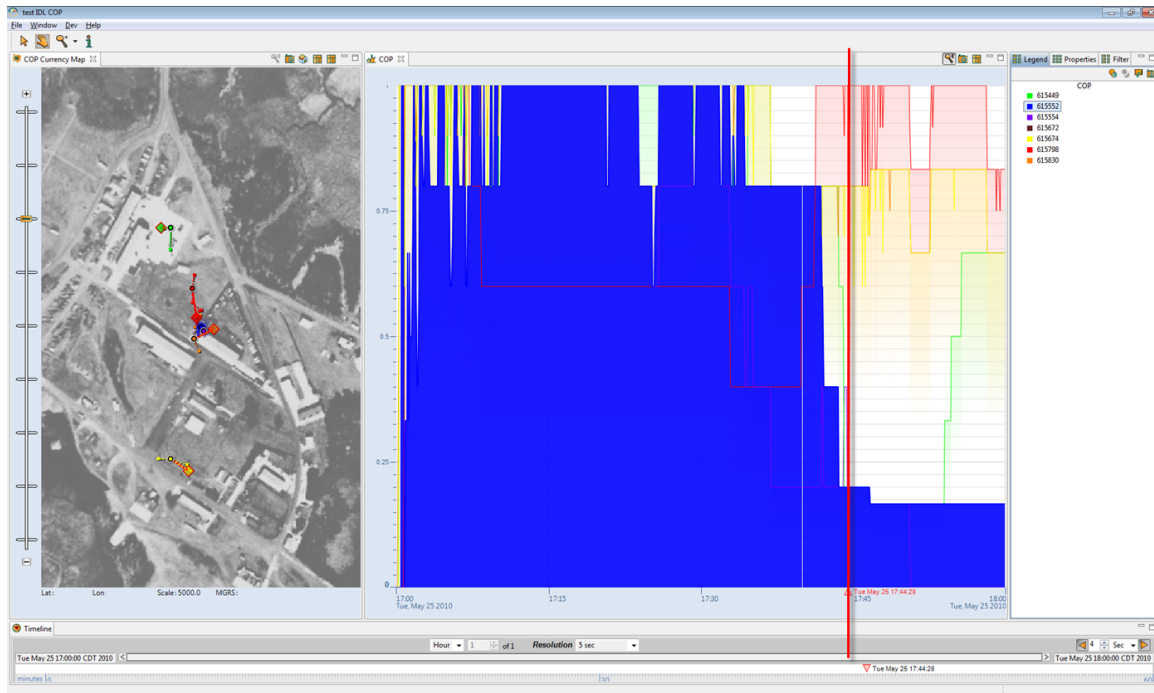 test IDL COP
File Window Dev Help
COP Currency Map
COP
Legend Properties Filter
COP
615449
615552
615554
615672
615674
615798
615830
0.75
0.5
0.25
0
Lat: Lon: Scale: 5000.0 MGRS:
17:00 17:15 17:30 17:45 18:00
Tue May 25 17:44:28
Tue, May 25 2010 Tue, May 25 2010
Timeline
Hour 1 of 1 Resolution 5 sec 4 Sec
Tue May 25 17:00:00 CDT 2010 Tue May 25 18:00:00 CDT 2010
Tue May 25 17:44:28
minutes 0 30 60